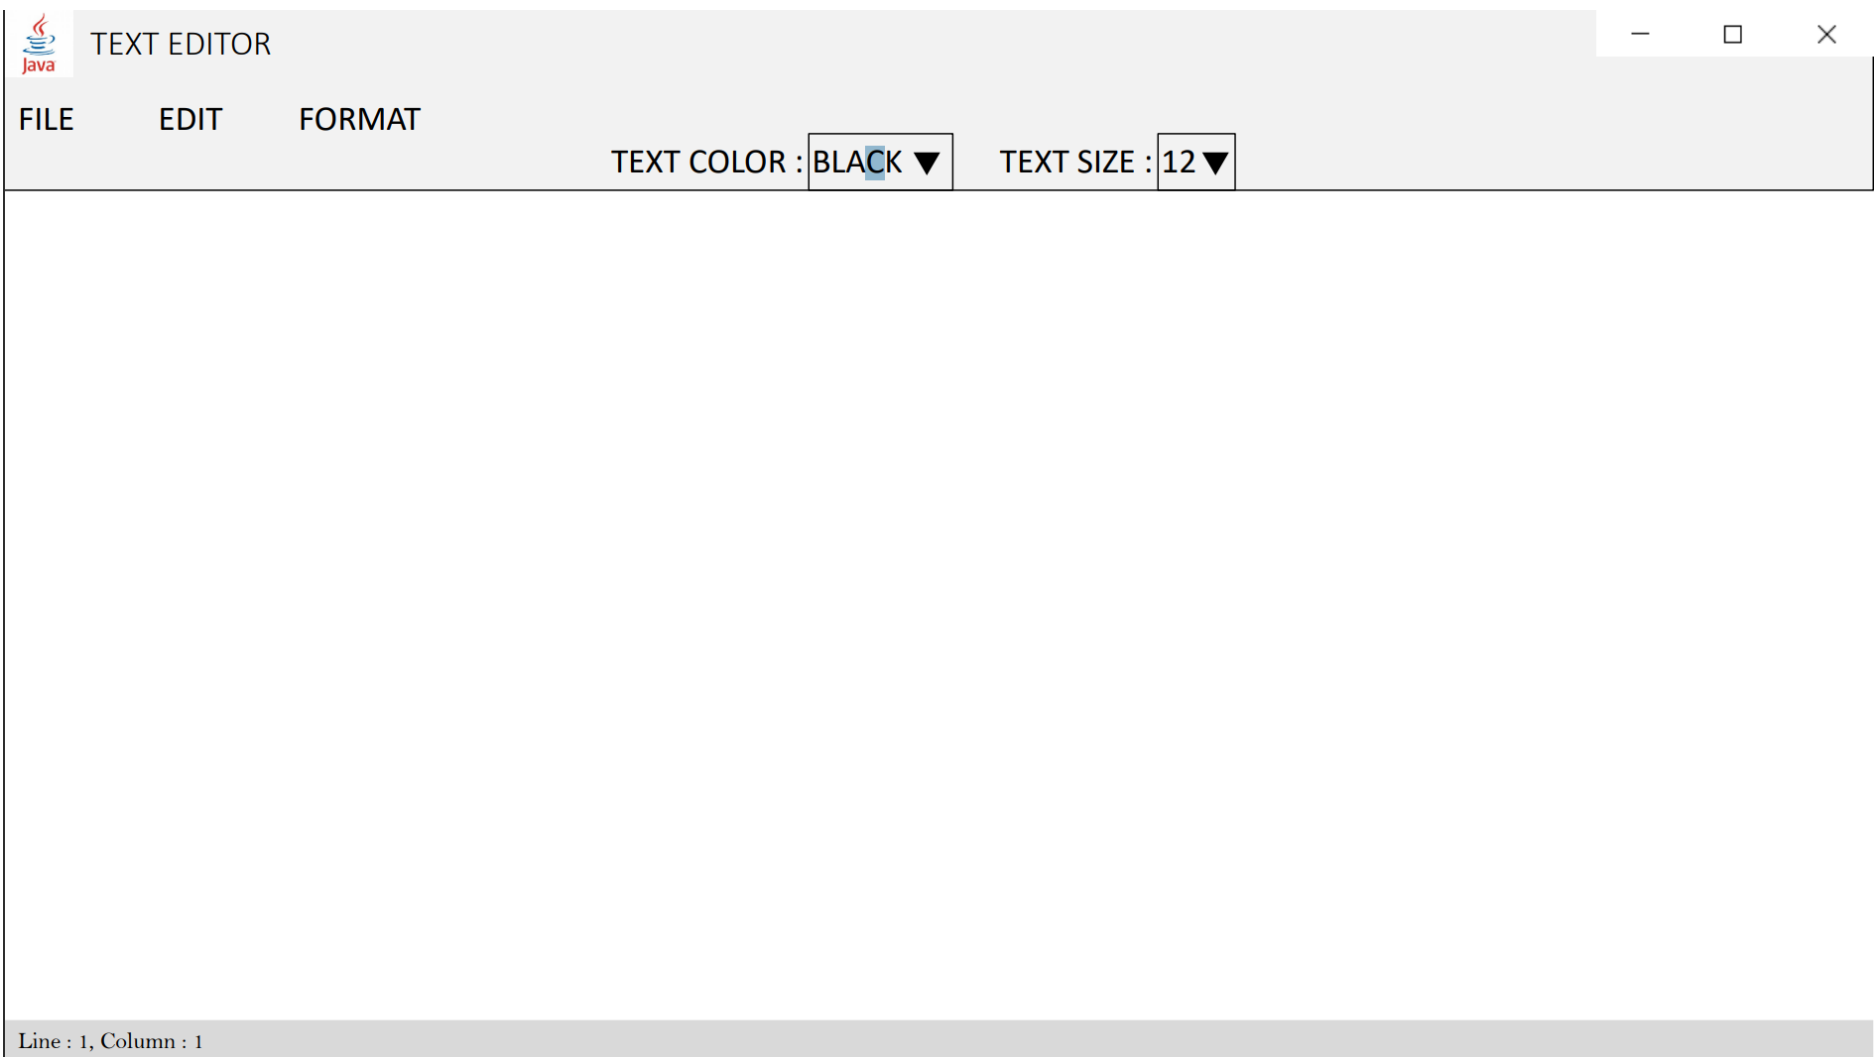 Java
TEXT EDITOR
FILE EDIT FORMAT
TEXT COLOR : BLACK ▼ TEXT SIZE : 12 ▼
Line : 1, Column : 1